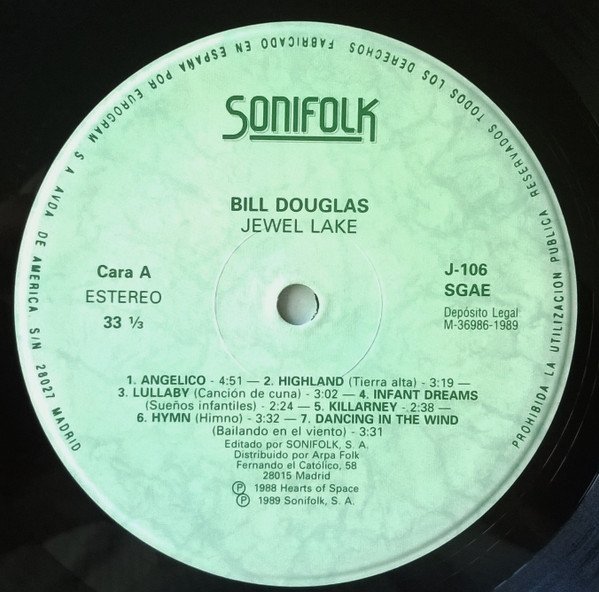 SONIFOLK
BILL DOUGLAS
JEWEL LAKE
Cara A
ESTEREO
33 ⅓
J-106
SGAE
Depósito Legal
M-36986-1989
1. ANGELICO - 4:51 — 2. HIGHLAND (Tierra alta) - 3:19 —
3. LULLABY (Canción de cuna) - 3:02 — 4. INFANT DREAMS
(Sueños infantiles) - 2:24 — 5. KILLARNEY - 2:38 —
6. HYMN (Himno) - 3:32 — 7. DANCING IN THE WIND
(Bailando en el viento) - 3:31
Editado por SONIFOLK, S. A.
Distribuido por Arpa Folk
Fernando el Católico, 58
28015 Madrid
Ⓟ 1988 Hearts of Space
Ⓟ 1989 Sonifolk, S. A.
PROHIBIDA LA UTILIZACION PUBLICA RESERVADOS TODOS LOS DERECHOS FABRICADO EN ESPAÑA POR EUROGRAM S A AVDA DE AMERICA S/N 28027 MADRID